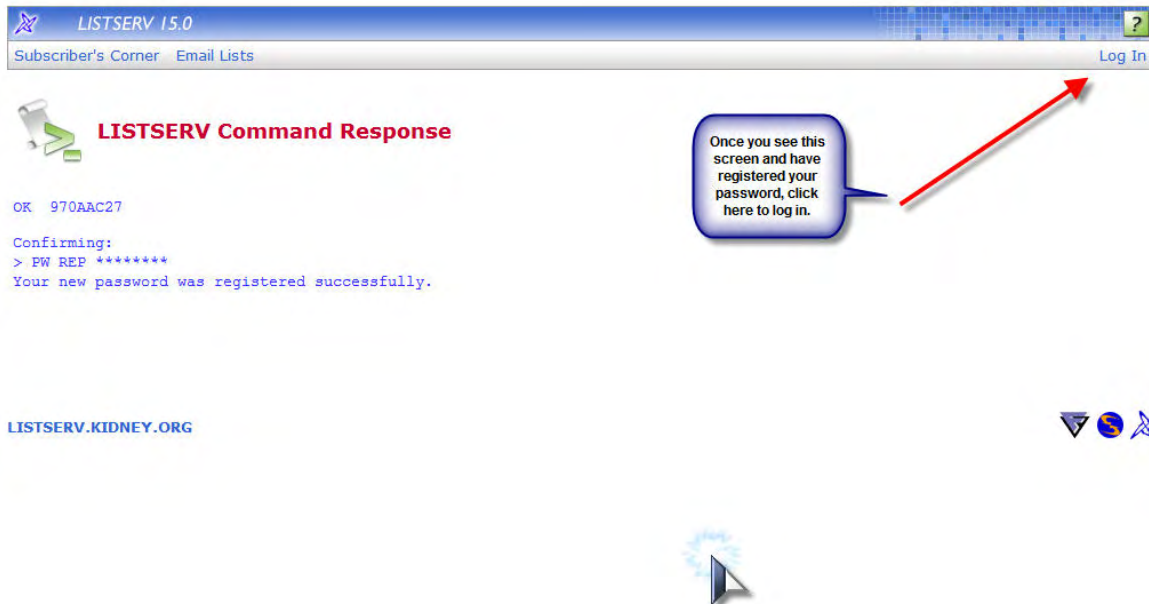 LISTSERV 15.0
?
Subscriber's Corner Email Lists Log In
LISTSERV Command Response
Once you see this
screen and have
registered your
password, click
here to log in.
OK 970AAC27
Confirming:
> PW REP ********
Your new password was registered successfully.
LISTSERV.KIDNEY.ORG